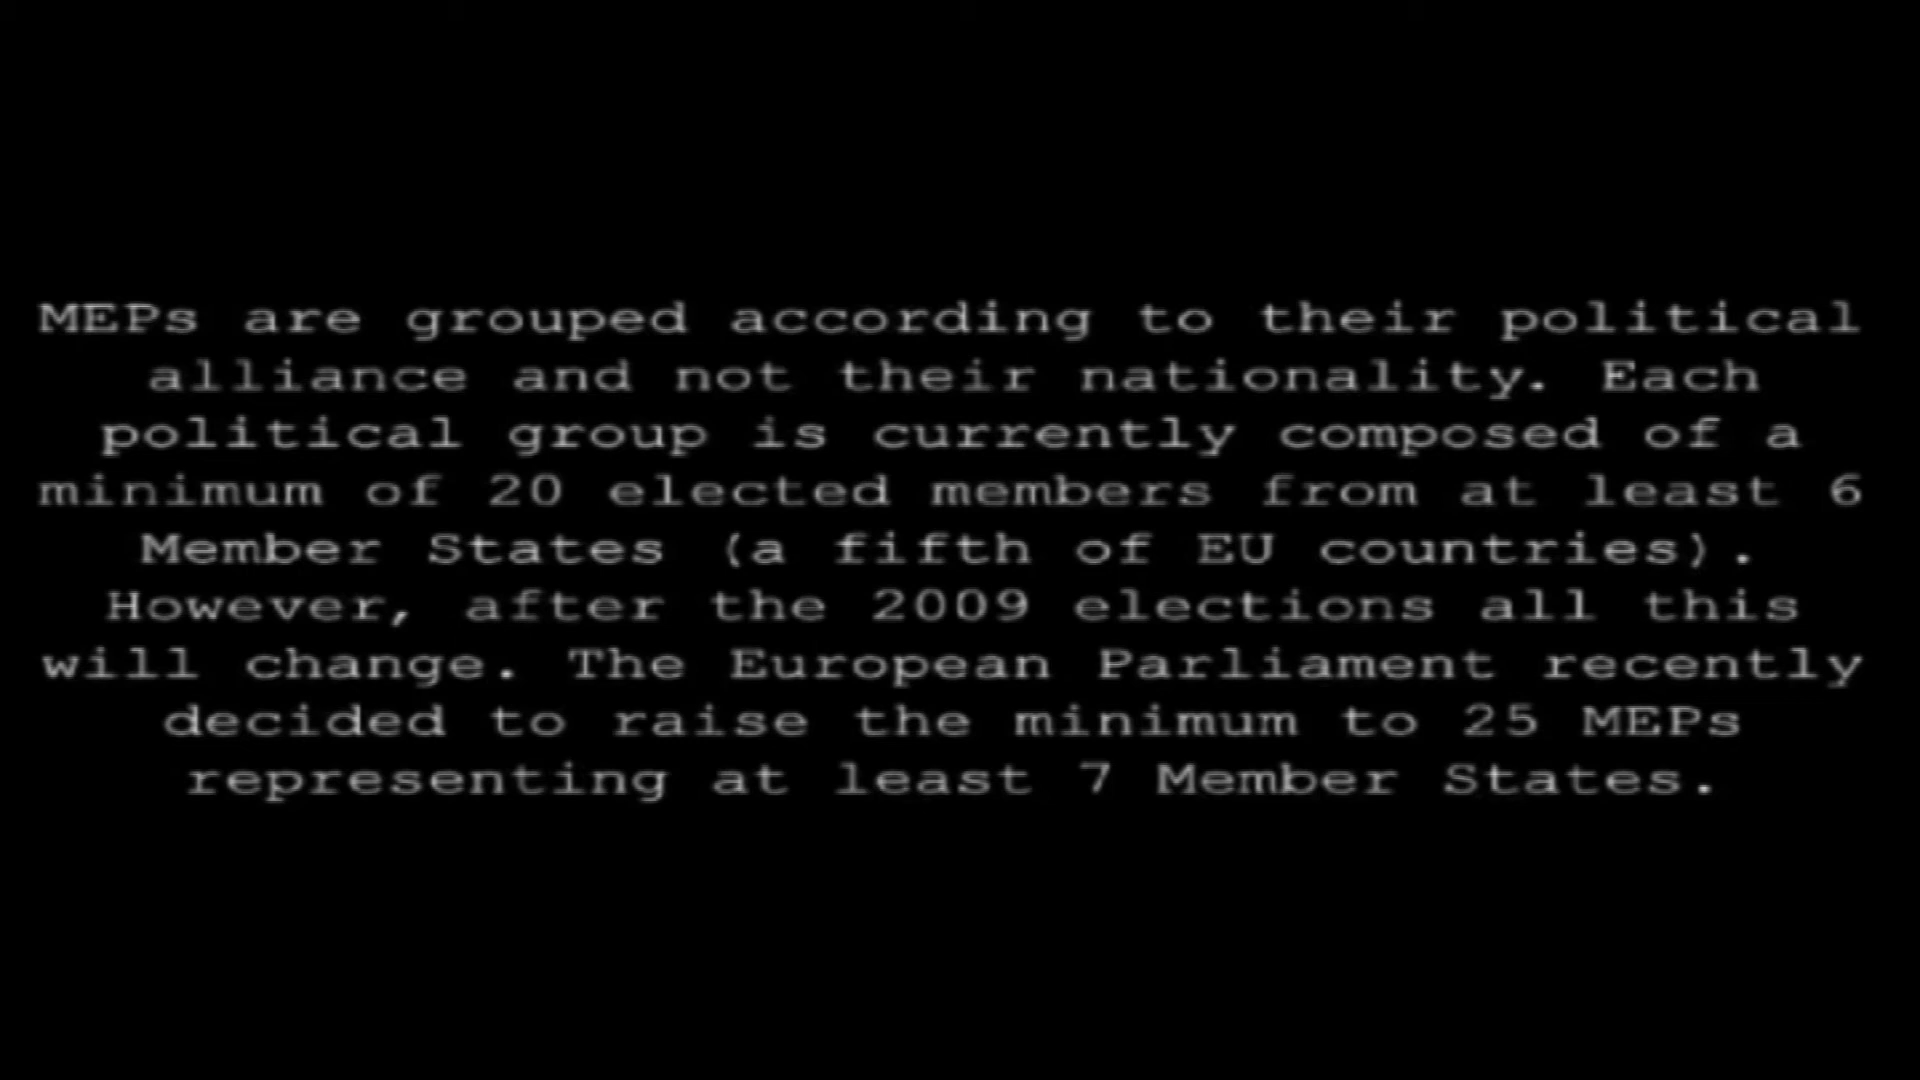 MEPs are grouped according to their political
alliance and not their nationality. Each
political group is currently composed of a
minimum of 20 elected members from at least 6
Member States (a fifth of EU countries).
However, after the 2009 elections all this
will change. The European Parliament recently
decided to raise the minimum to 25 MEPs
representing at least 7 Member States.